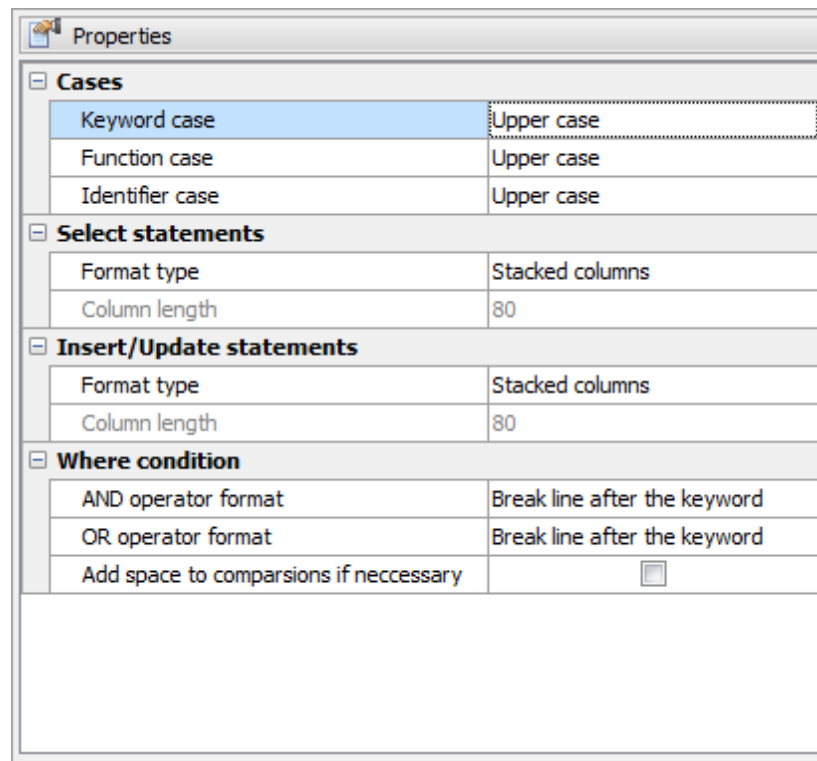 Properties
Cases
Keyword case Upper case
Function case Upper case
Identifier case Upper case
Select statements
Format type Stacked columns
Column length 80
Insert/Update statements
Format type Stacked columns
Column length 80
Where condition
AND operator format Break line after the keyword
OR operator format Break line after the keyword
Add space to comparsions if neccessary